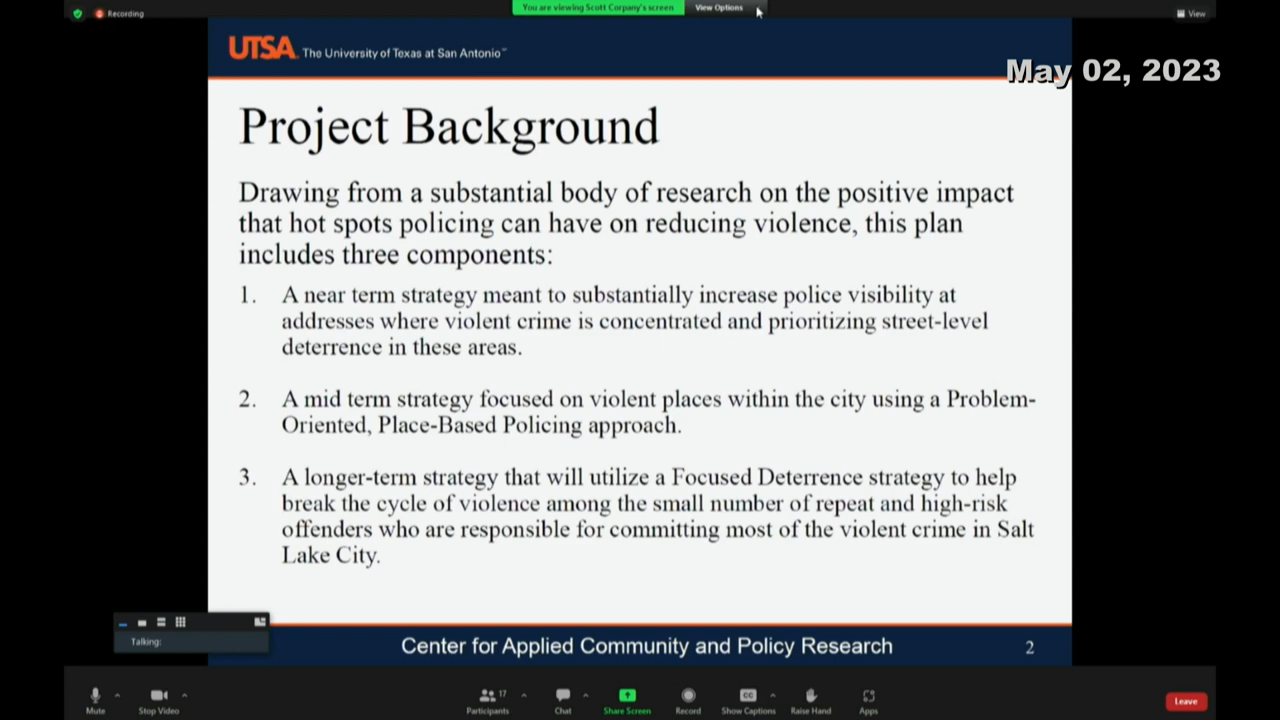 Recording
You are viewing Scott Corpany's screen
View Options
View
UTSA The University of Texas at San Antonio™
May 02, 2023
Project Background
Drawing from a substantial body of research on the positive impact
that hot spots policing can have on reducing violence, this plan
includes three components:
1. A near term strategy meant to substantially increase police visibility at
addresses where violent crime is concentrated and prioritizing street-level
deterrence in these areas.
2. A mid term strategy focused on violent places within the city using a Problem-
Oriented, Place-Based Policing approach.
3. A longer-term strategy that will utilize a Focused Deterrence strategy to help
break the cycle of violence among the small number of repeat and high-risk
offenders who are responsible for committing most of the violent crime in Salt
Lake City.
Talking:
Center for Applied Community and Policy Research
2
Mute
Stop Video
17
Participants
Chat
Share Screen
Record
CC
Show Captions
Raise Hand
Apps
Leave